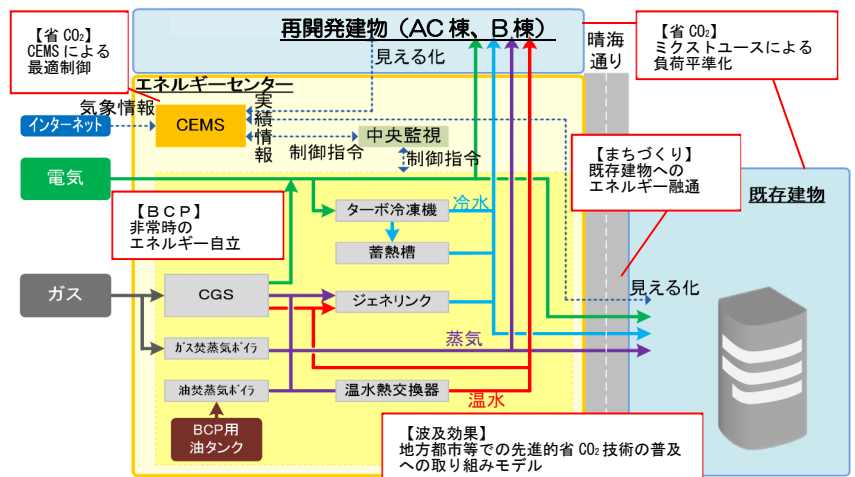 【省CO₂】
CEMSによる
最適制御
再開発建物（AC棟、B棟）
見える化
晴海
通り
【省CO₂】
ミクストユースによる
負荷平準化
エネルギーセンター
気象情報
インターネット
CEMS
実績情報
中央監視
制御指令
制御指令
電気
【BCP】
非常時の
エネルギー自立
ターボ冷凍機
冷水
蓄熱槽
【まちづくり】
既存建物への
エネルギー融通
既存建物
ガス
CGS
ジェネリンク
見える化
蒸気
ガス焚蒸気ボイラ
油焚蒸気ボイラ
温水熱交換器
温水
BCP用
油タンク
【波及効果】
地方都市等での先進的省CO₂技術の普及
への取り組みモデル